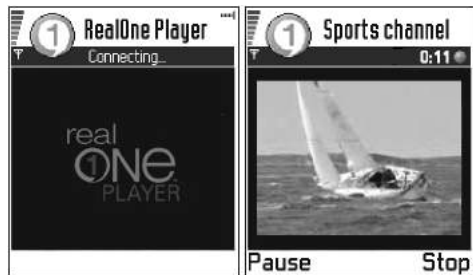 RealOne Player
Connecting...
real
ONE
PLAYER
Sports channel
0:11
Pause
Stop